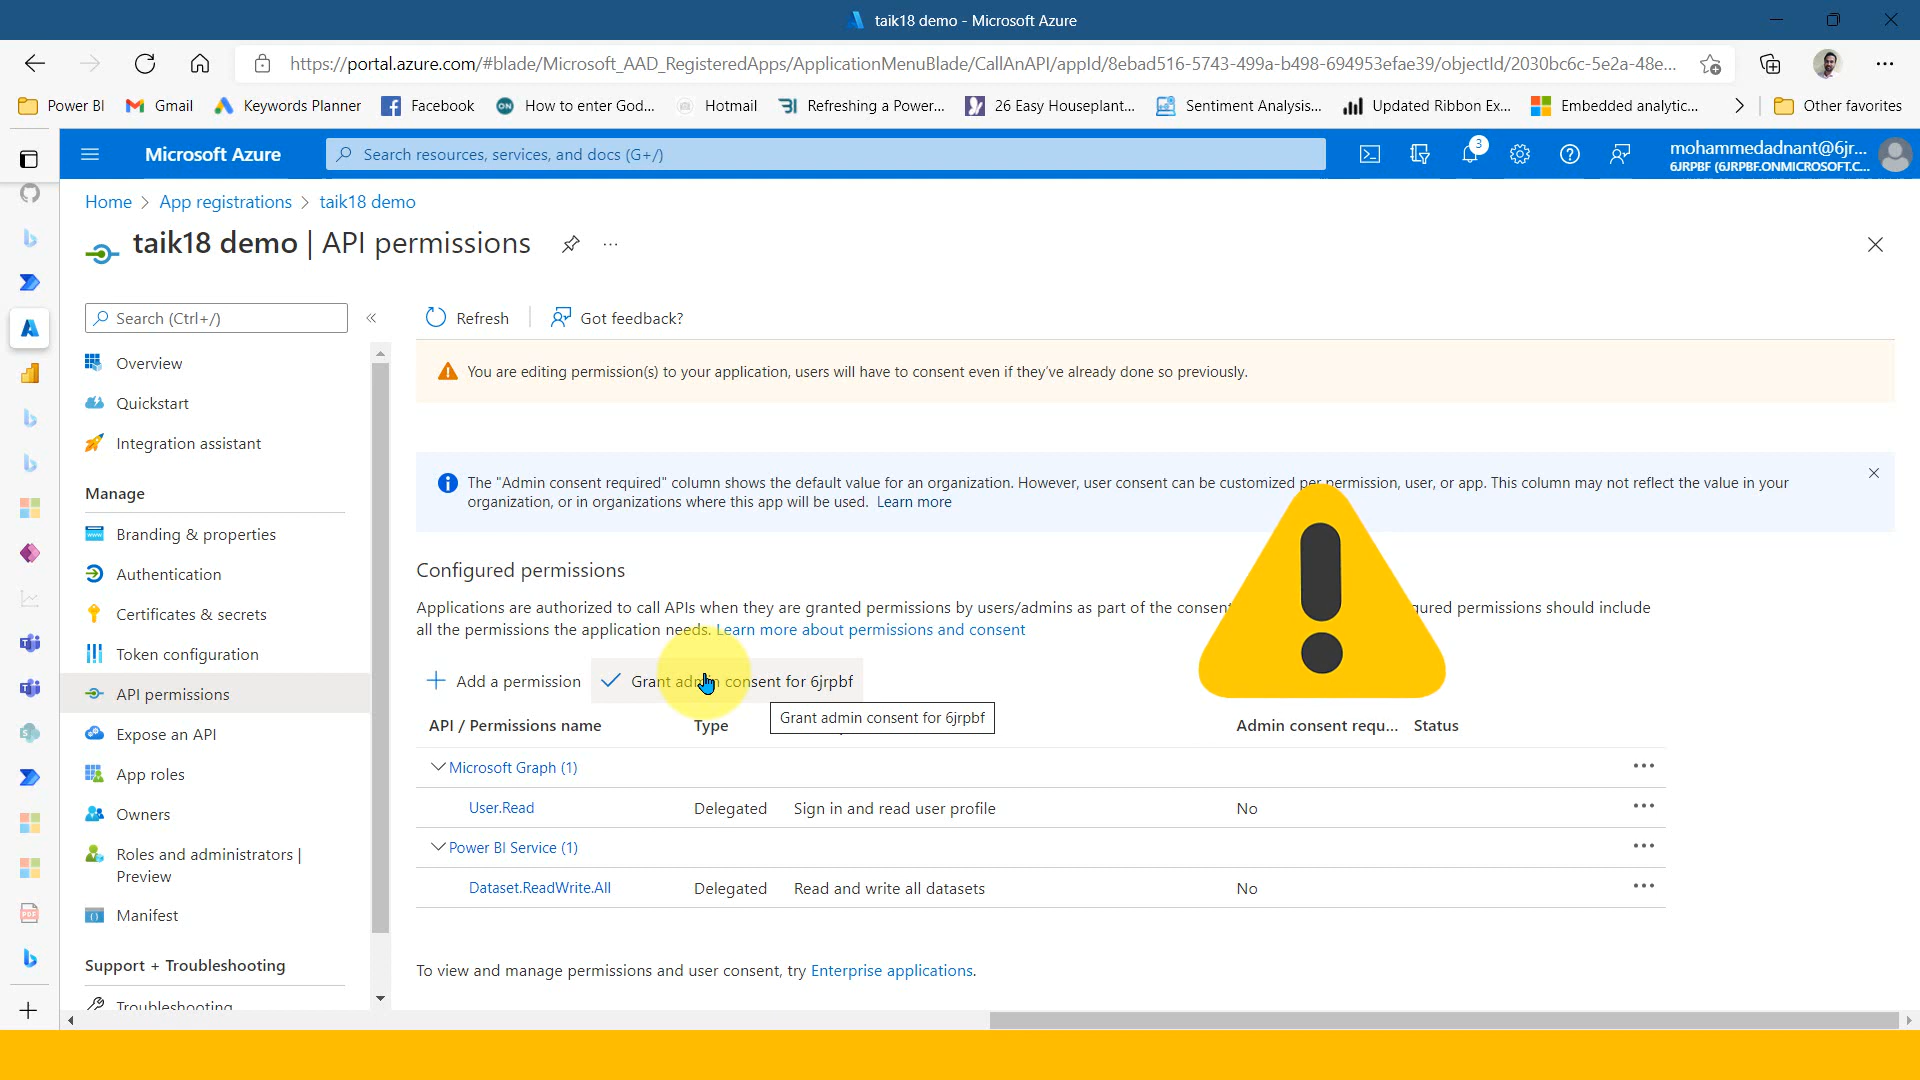 taik18 demo - Microsoft Azure
https://portal.azure.com/#blade/Microsoft_AAD_RegisteredApps/ApplicationMenuBlade/CallAnAPI/appId/8ebad516-5743-499a-b498-694953efae39/objectId/2030bc6c-5e2a-48e...
Power BI Gmail Keywords Planner Facebook ON How to enter God... Hotmail Refreshing a Power... 26 Easy Houseplant... Sentiment Analysis... Updated Ribbon Ex... Embedded analytic... Other favorites
Microsoft Azure
Search resources, services, and docs (G+/)
3
mohammedadnant@6jr...
6JRPBF (6JRPBF.ONMICROSOFT.C...
Home > App registrations > taik18 demo
taik18 demo | API permissions
Search (Ctrl+/)
«
Overview
Quickstart
Integration assistant
Manage
Branding & properties
Authentication
Certificates & secrets
Token configuration
API permissions
Expose an API
App roles
Owners
Roles and administrators |
Preview
Manifest
Support + Troubleshooting
Troubleshooting
Refresh
Got feedback?
You are editing permission(s) to your application, users will have to consent even if they've already done so previously.
The "Admin consent required" column shows the default value for an organization. However, user consent can be customized per permission, user, or app. This column may not reflect the value in your
organization, or in organizations where this app will be used. Learn more
Configured permissions
Applications are authorized to call APIs when they are granted permissions by users/admins as part of the consen permissions should include
all the permissions the application needs. Learn more about permissions and consent
Add a permission
Grant admin consent for 6jrpbf
Grant admin consent for 6jrpbf
API / Permissions name Type Admin consent requ... Status
Microsoft Graph (1)
User.Read Delegated Sign in and read user profile No
Power BI Service (1)
Dataset.ReadWrite.All Delegated Read and write all datasets No
To view and manage permissions and user consent, try Enterprise applications.